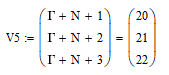 V5 := ( Γ + N + 1
Γ + N + 2
Γ + N + 3 ) = ( 20
21
22 )